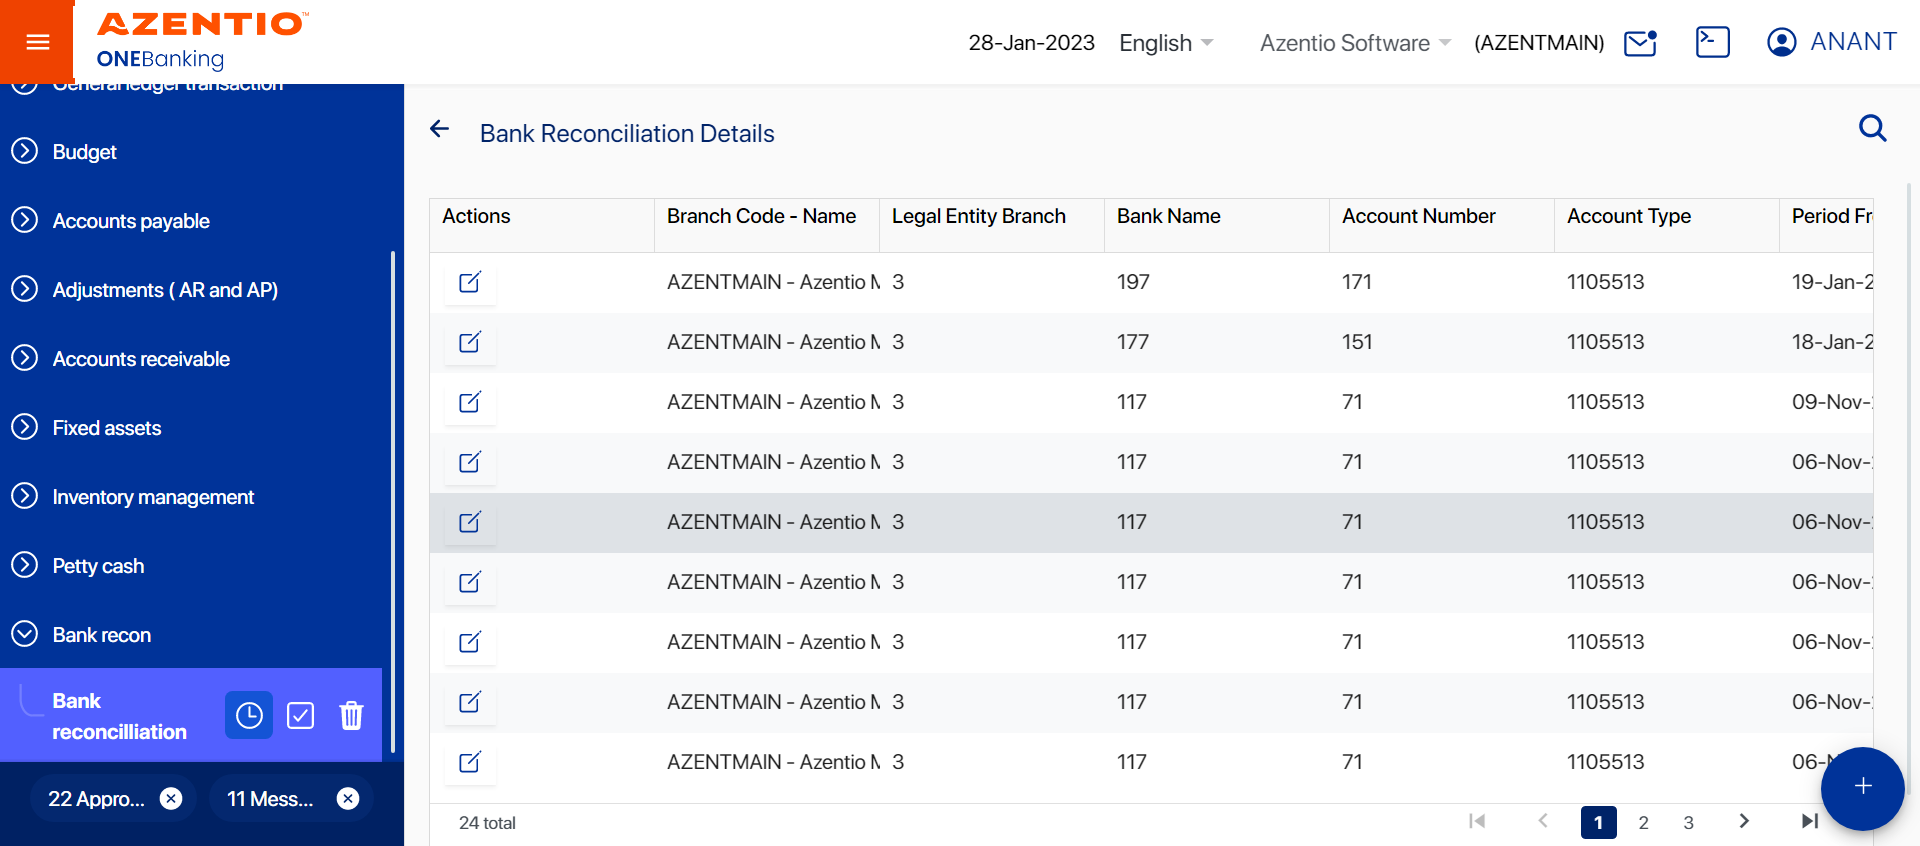 AZENTIO™
ONEBanking
28-Jan-2023 English Azentio Software (AZENTMAIN) ANANT
General ledger transaction
Budget
Accounts payable
Adjustments ( AR and AP)
Accounts receivable
Fixed assets
Inventory management
Petty cash
Bank recon
Bank
reconcilliation
22 Appro...
11 Mess...
Bank Reconciliation Details
Actions Branch Code - Name Legal Entity Branch Bank Name Account Number Account Type Period Fr
AZENTMAIN - Azentio 3 197 171 1105513 19-Jan-2
AZENTMAIN - Azentio 3 177 151 1105513 18-Jan-2
AZENTMAIN - Azentio 3 117 71 1105513 09-Nov-
AZENTMAIN - Azentio 3 117 71 1105513 06-Nov-
AZENTMAIN - Azentio 3 117 71 1105513 06-Nov-
AZENTMAIN - Azentio 3 117 71 1105513 06-Nov-
AZENTMAIN - Azentio 3 117 71 1105513 06-Nov-
AZENTMAIN - Azentio 3 117 71 1105513 06-Nov-
AZENTMAIN - Azentio 3 117 71 1105513 06-
24 total
1 2 3